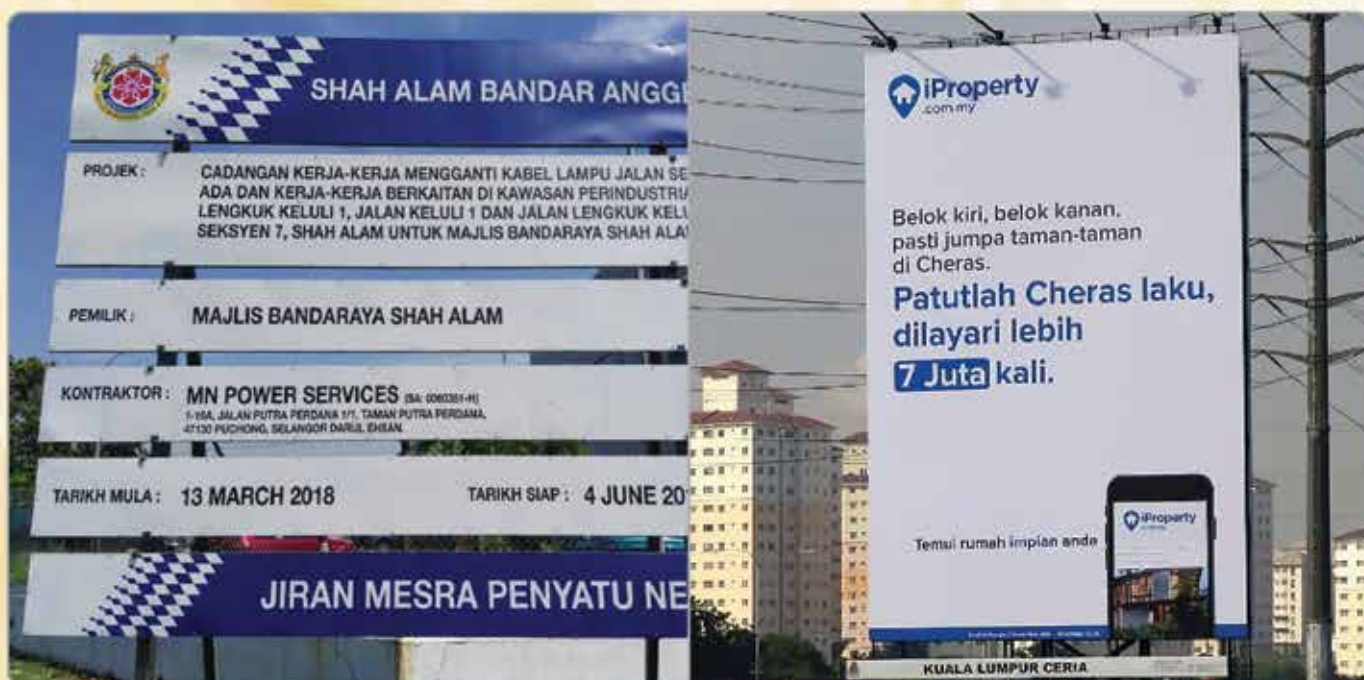 SHAH ALAM BANDAR ANGG
PROJEK :
CADANGAN KERJA-KERJA MENGGANTI KABEL LAMPU JALAN SE
ADA DAN KERJA-KERJA BERKAITAN DI KAWASAN PERINDUSTRIA
LENGKUK KELULI 1, JALAN KELULI 1 DAN JALAN LENGKUK KELU
SEKSYEN 7, SHAH ALAM UNTUK MAJLIS BANDARAYA SHAH ALA
PEMILIK : MAJLIS BANDARAYA SHAH ALAM
KONTRAKTOR : MN POWER SERVICES
1-16A, JALAN PUTRA PERDANA 1/1, TAMAN PUTRA PERDANA,
47130 PUCHONG, SELANGOR DARUL EHSAN.
TARIKH MULA : 13 MARCH 2018 TARIKH SIAP : 4 JUNE 20
JIRAN MESRA PENYATU NE
iProperty
.com.my
Belok kiri, belok kanan,
pasti jumpa taman-taman
di Cheras.
Patutlah Cheras laku,
dilayari lebih
7 Juta kali.
Temui rumah impian anda
iProperty
KUALA LUMPUR CERIA